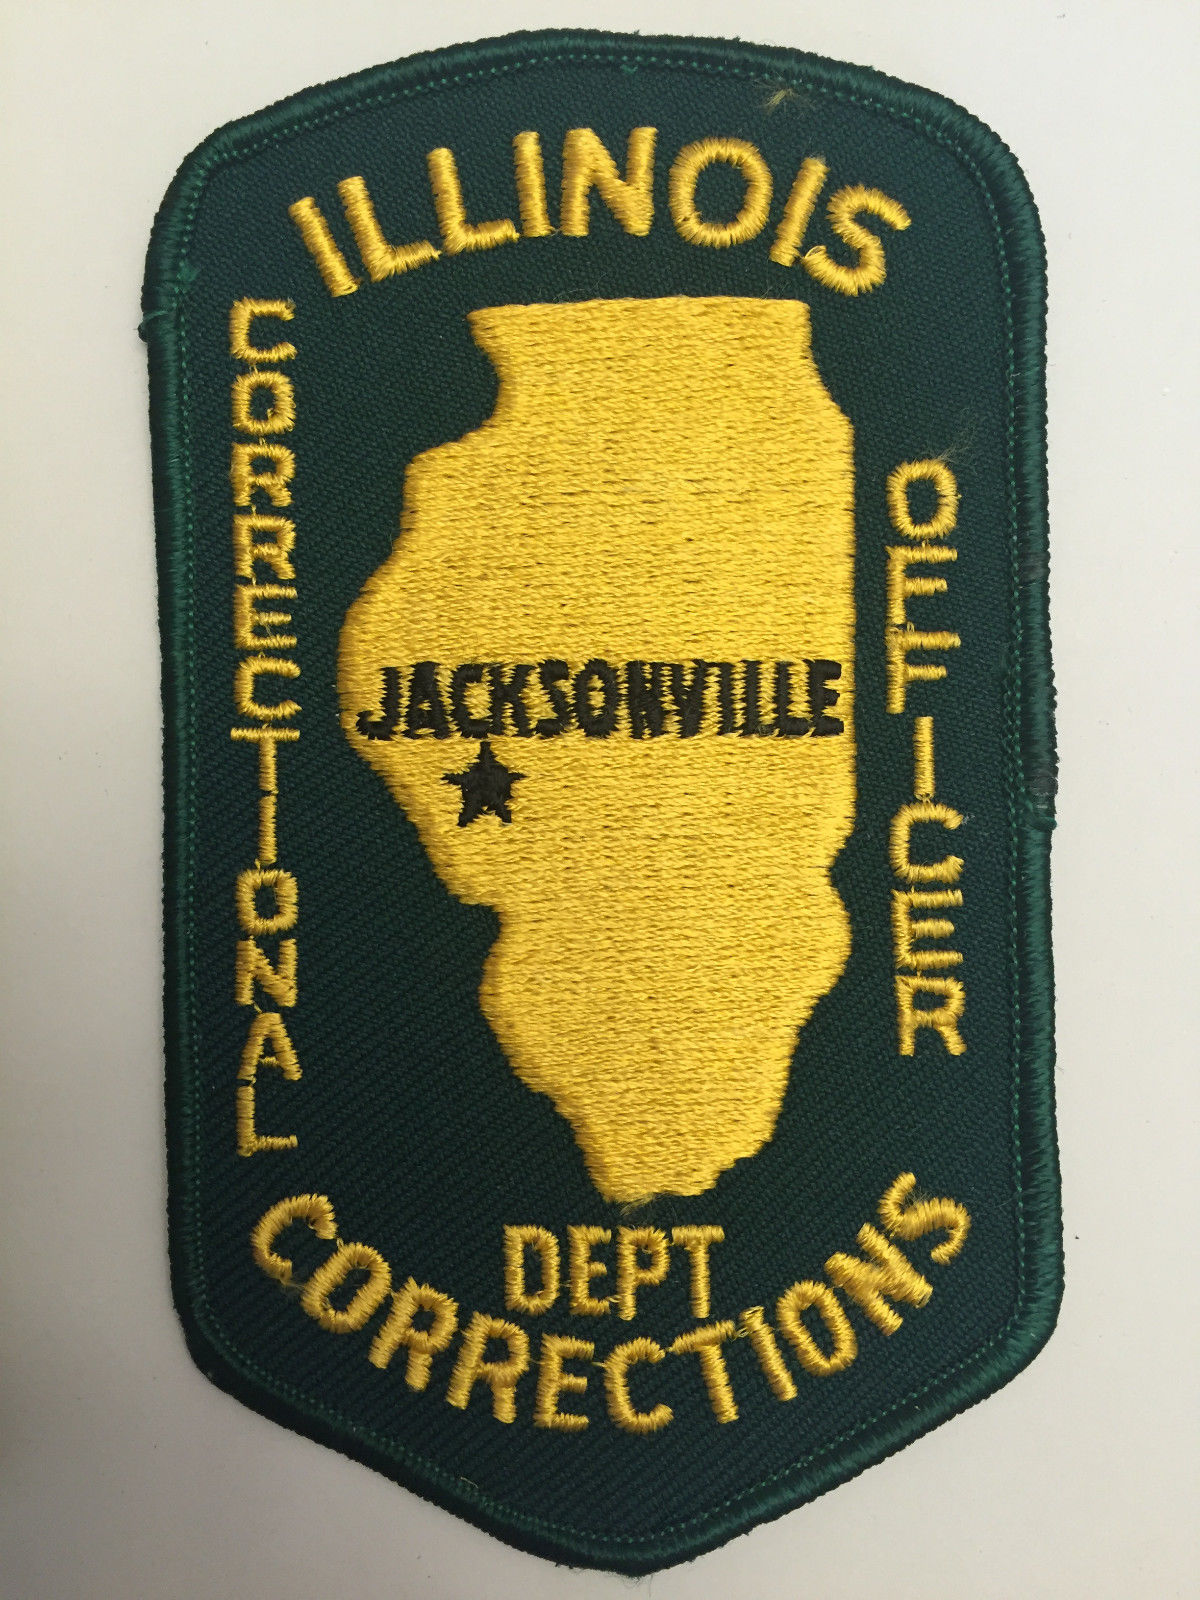 ILLINOIS
CORRECTIONAL
OFFICER
JACKSONVILLE
DEPT
CORRECTIONS